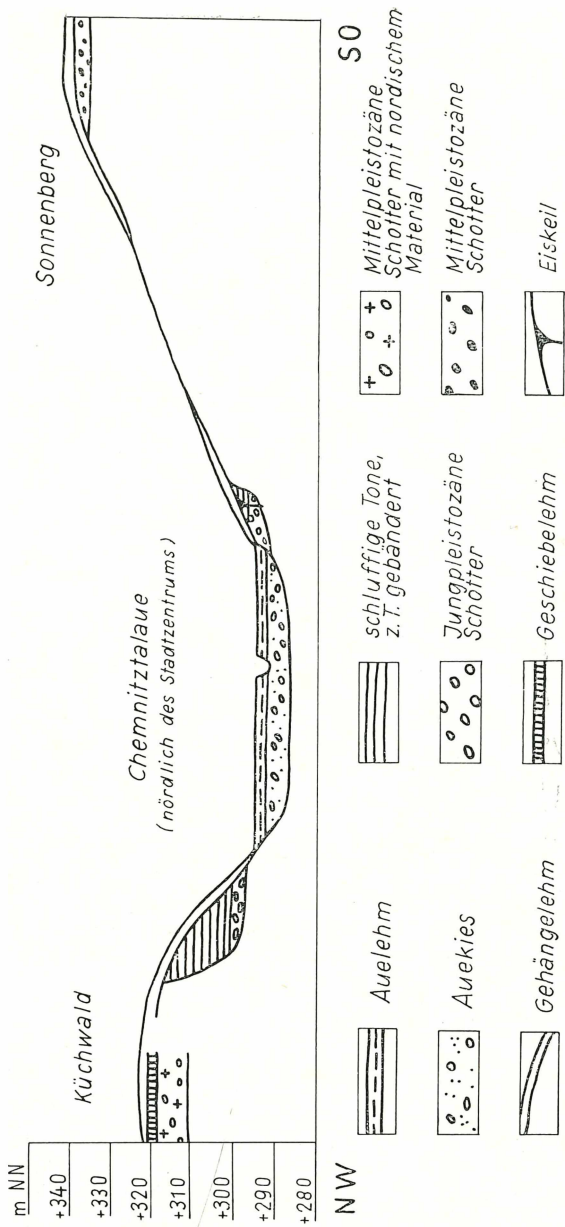 m NN
+340
+330
+320
+310
+300
+290
+280
Küchwald
Chemnitztalaue
(nördlich des Stadtzentrums)
Sonnenberg
NW
SO
Auelehm
schluffige Tone,
z.T. gebändert
Mittelpleistozäne
Schotter mit nordischem
Material
Auekies
Jungpleistozäne
Schotter
Mittelpleistozäne
Schotter
Gehängelehm
Geschiebelehm
Eiskeil